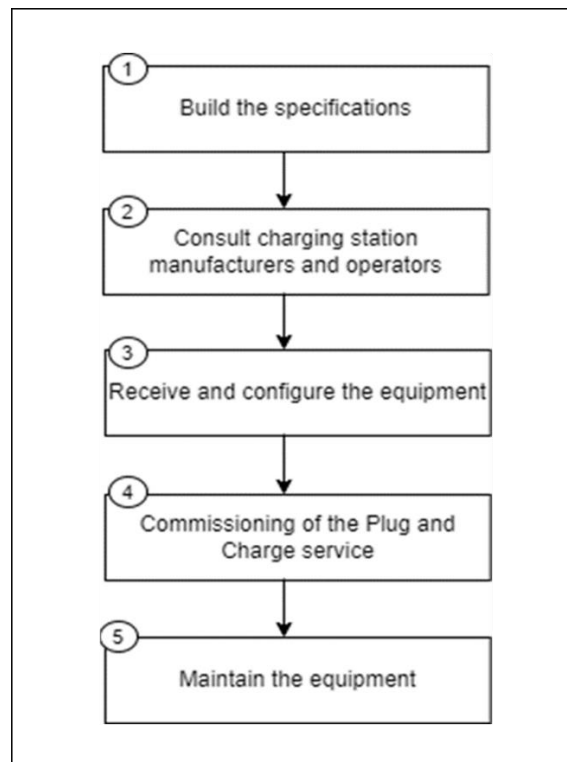 1
Build the specifications
2
Consult charging station
manufacturers and operators
3
Receive and configure the equipment
4
Commissioning of the Plug and
Charge service
5
Maintain the equipment